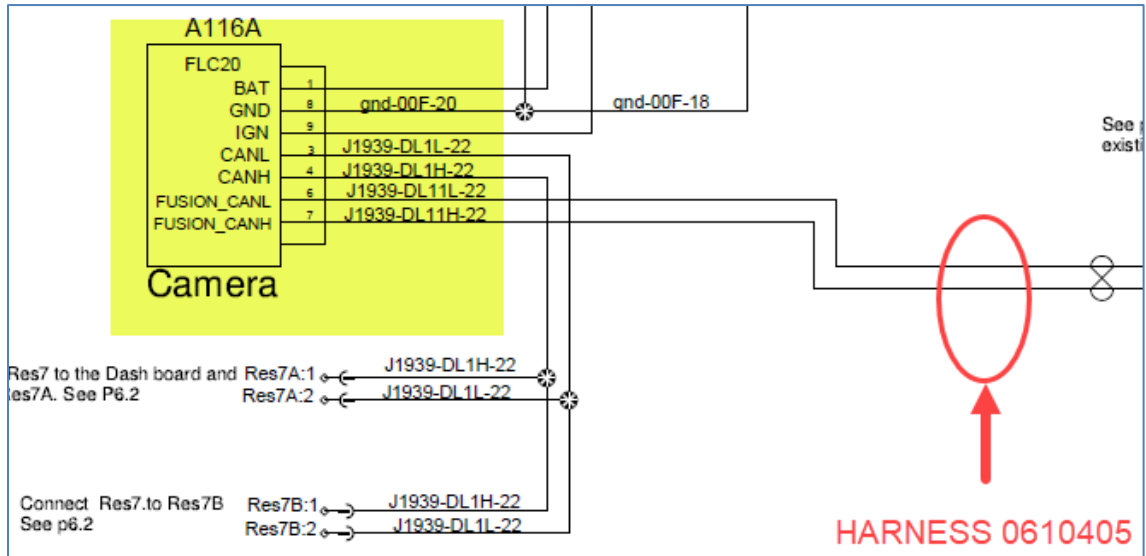 A116A
FLC20
BAT 1
GND 8 gnd-00F-20 gnd-00F-18
IGN 9
CANL 3 J1939-DL1L-22
CANH 4 J1939-DL1H-22
FUSION_CANL 6 J1939-DL11L-22
FUSION_CANH 7 J1939-DL11H-22
Camera
See
existi
Res7 to the Dash board and Res7A:1 J1939-DL1H-22
es7A. See P6.2 Res7A:2 J1939-DL1L-22
Connect Res7.to Res7B Res7B:1 J1939-DL1H-22
See p6.2 Res7B:2 J1939-DL1L-22
HARNESS 0610405